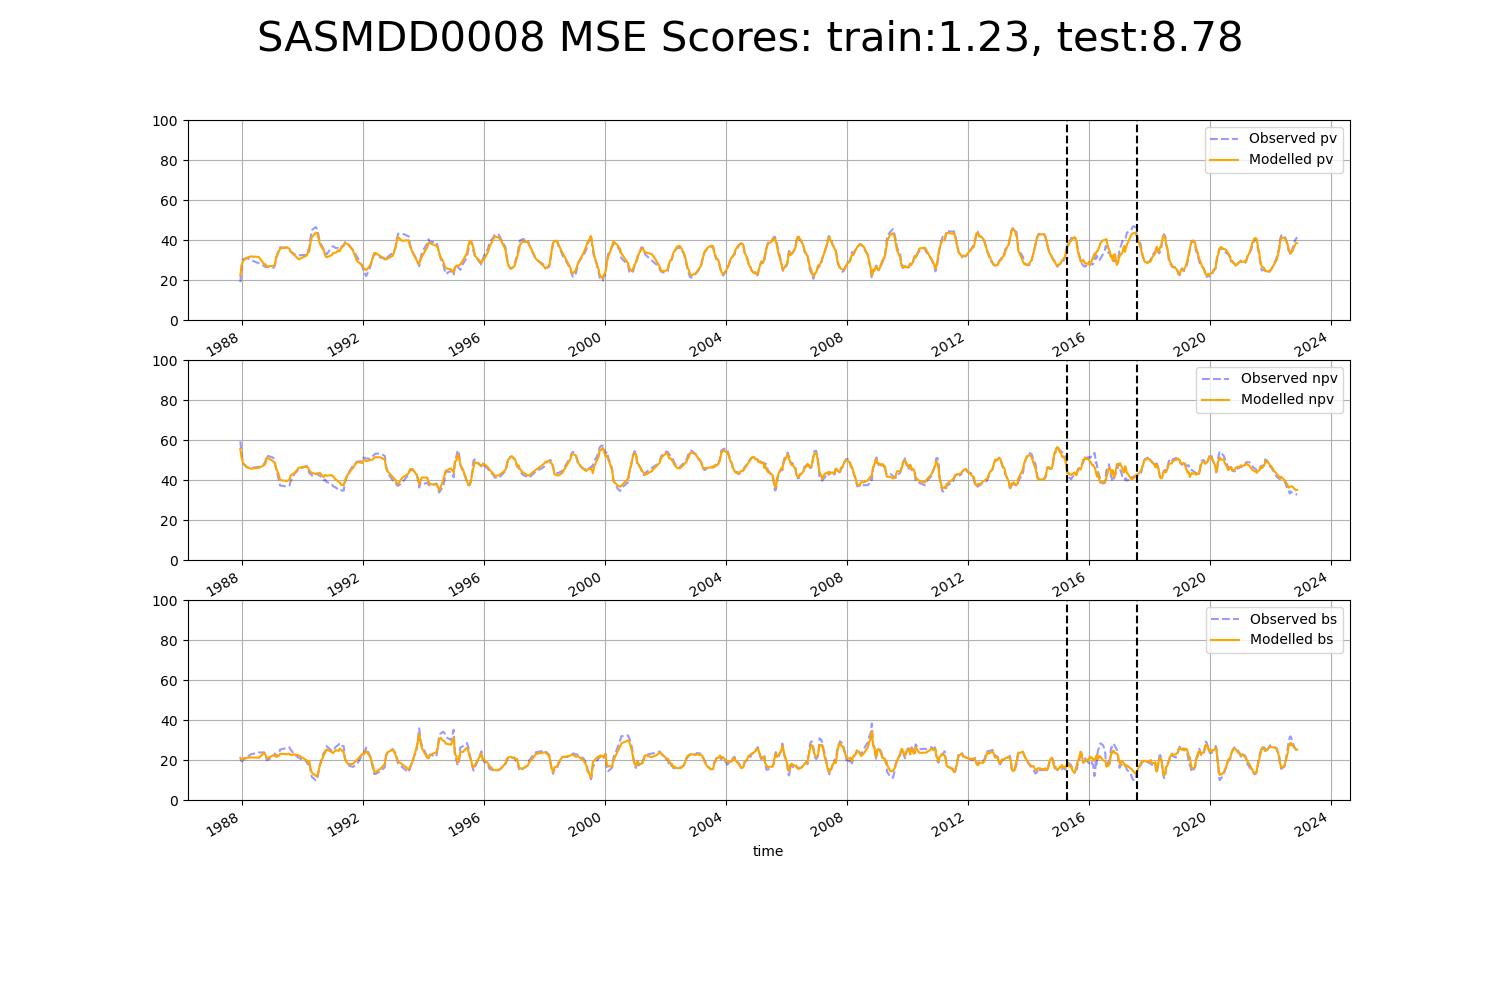 SASMDD0008 MSE Scores: train:1.23, test:8.78
100
80
60
40
20
0
Observed pv
Modelled pv
1988 1992 1996 2000 2004 2008 2012 2016 2020 2024
100
80
60
40
20
0
Observed npv
Modelled npv
1988 1992 1996 2000 2004 2008 2012 2016 2020 2024
100
80
60
40
20
0
Observed bs
Modelled bs
1988 1992 1996 2000 2004 2008 2012 2016 2020 2024
time